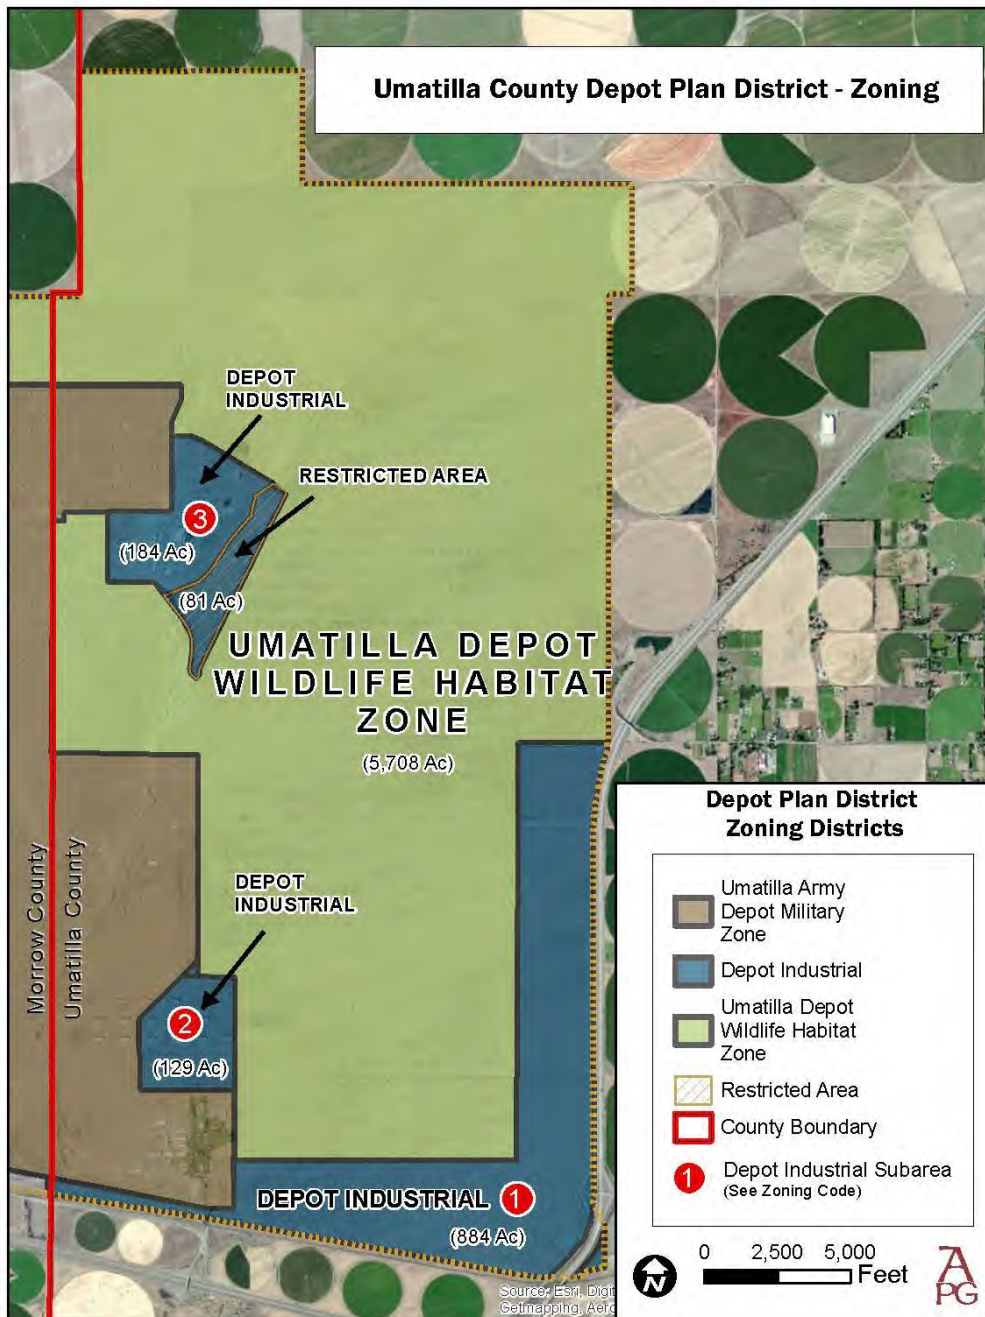 Umatilla County Depot Plan District - Zoning
DEPOT
INDUSTRIAL
RESTRICTED AREA
3
(184 Ac)
(81 Ac)
UMATILLA DEPOT
WILDLIFE HABITAT
ZONE
(5,708 Ac)
Morrow County
Umatilla County
DEPOT
INDUSTRIAL
2
(129 Ac)
DEPOT INDUSTRIAL 1
(884 Ac)
Depot Plan District
Zoning Districts
Umatilla Army
Depot Military
Zone
Depot Industrial
Umatilla Depot
Wildlife Habitat
Zone
Restricted Area
County Boundary
1 Depot Industrial Subarea
(See Zoning Code)
N
0 2,500 5,000
Feet
APG
Source: Esri, Digit
Getmapping, Aero